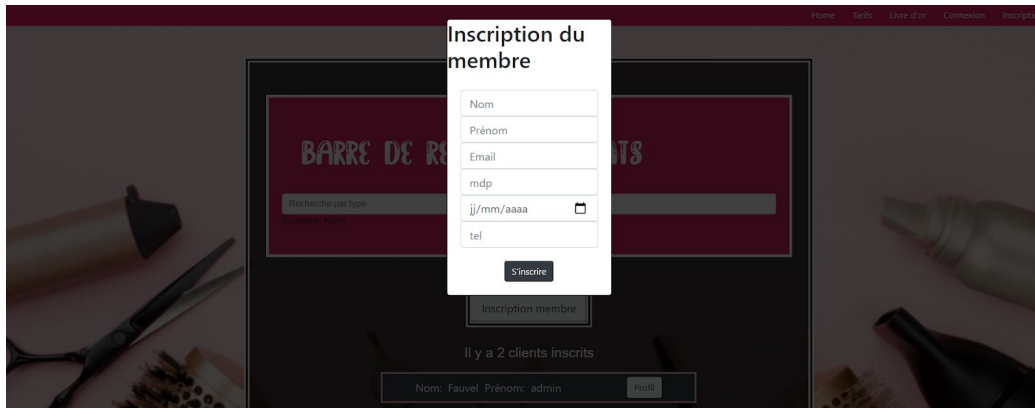 Home Tarifs Livre d'or Connexion Inscripti
Inscription du
membre
Nom
Prénom
Email
mdp
jj/mm/aaaa
tel
S'inscrire
BARRE DE RE
TS
Recherche par type
Inscription membre
Il y a 2 clients inscrits
Nom: Fauvel Prénom: admin Profil